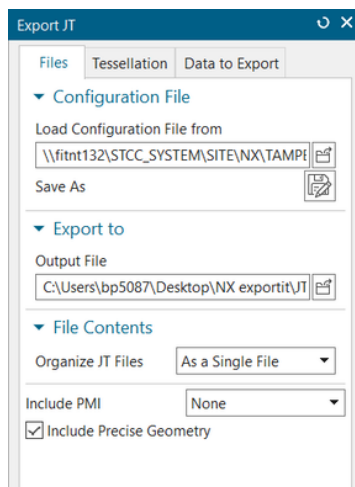 Export JT
Files Tessellation Data to Export
Configuration File
Load Configuration File from
\\fitnt132\STCC_SYSTEM\SITE\NX\TAMPE
Save As
Export to
Output File
C:\Users\bp5087\Desktop\NX exportit\JT
File Contents
Organize JT Files As a Single File
Include PMI None
Include Precise Geometry